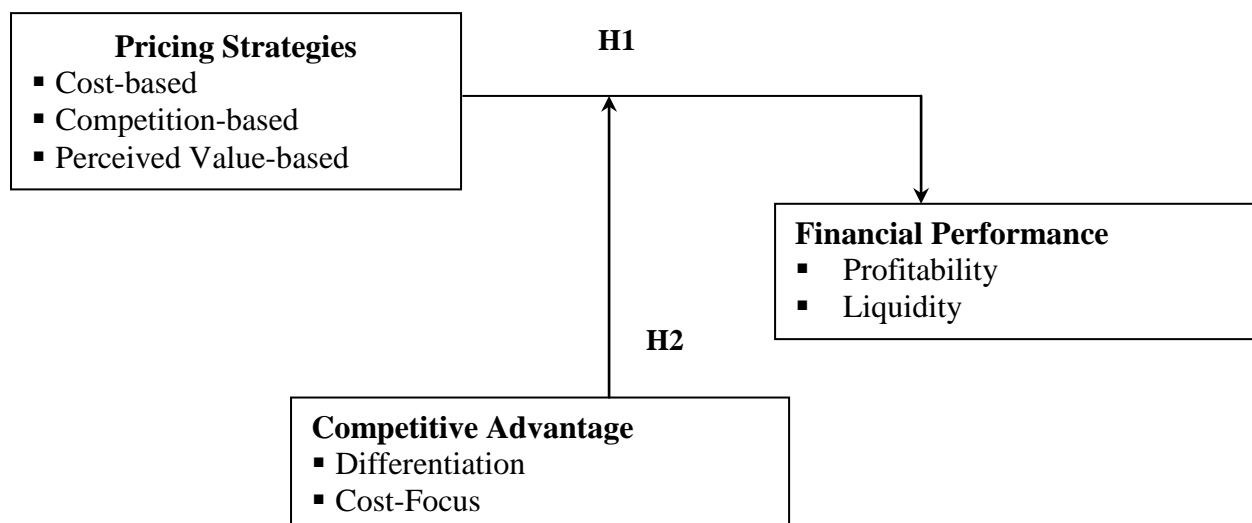 Pricing Strategies
▪ Cost-based
▪ Competition-based
▪ Perceived Value-based
H1
Financial Performance
▪ Profitability
▪ Liquidity
H2
Competitive Advantage
▪ Differentiation
▪ Cost-Focus